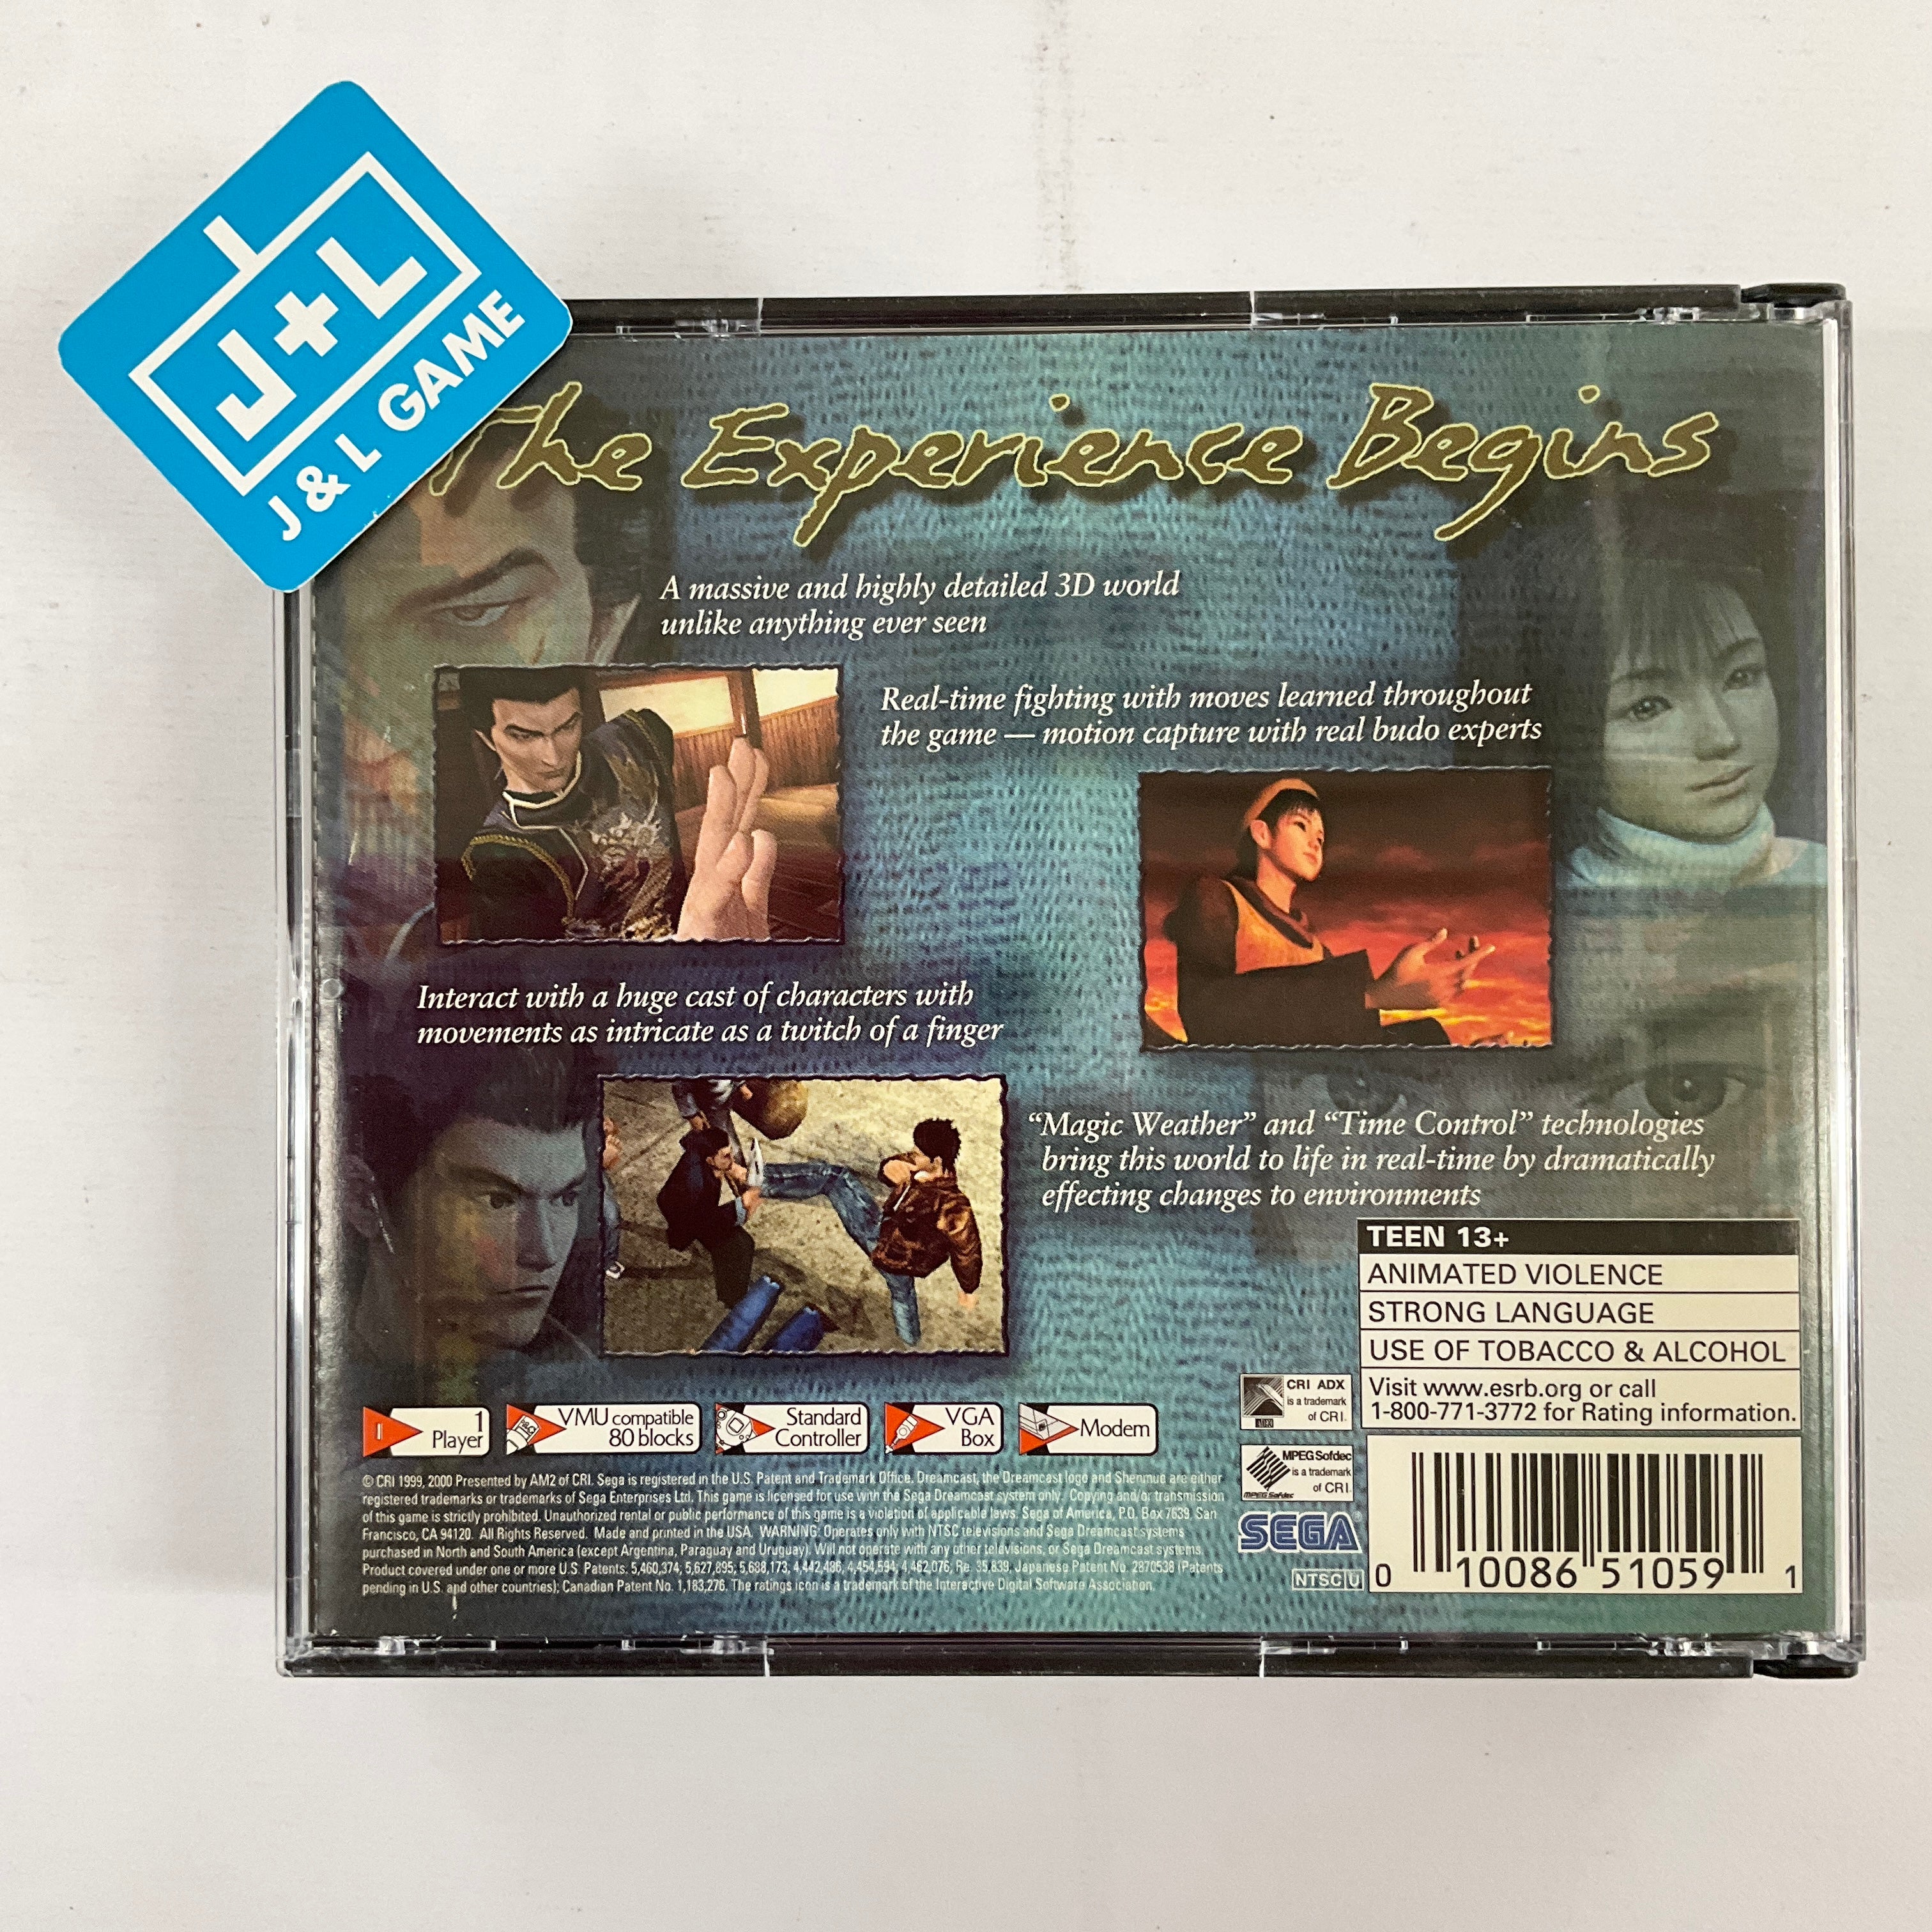 J+L
J & L GAME
The Experience Begins
A massive and highly detailed 3D world
unlike anything ever seen
Real-time fighting with moves learned throughout
the game — motion capture with real budo experts
Interact with a huge cast of characters with
movements as intricate as a twitch of a finger
“Magic Weather” and “Time Control” technologies
bring this world to life in real-time by dramatically
effecting changes to environments
TEEN 13+
ANIMATED VIOLENCE
STRONG LANGUAGE
USE OF TOBACCO & ALCOHOL
Visit www.esrb.org or call
1-800-771-3772 for Rating information.
1
Player
VMU compatible
80 blocks
Standard
Controller
VGA
Box
Modem
CRI ADX
is a trademark
of CRI.
MPEG Sofdec
is a trademark
of CRI.
MPEG Sofdec
© CRI 1999, 2000 Presented by AM2 of CRI. Sega is registered in the U.S. Patent and Trademark Office. Dreamcast, the Dreamcast logo and Shenmue are either
registered trademarks or trademarks of Sega Enterprises Ltd. This game is licensed for use with the Sega Dreamcast system only. Copying and/or transmission
of this game is strictly prohibited. Unauthorized rental or public performance of this game is a violation of applicable laws. Sega of America, P.O. Box 7639, San
Francisco, CA 94120. All Rights Reserved. Made and printed in the USA. WARNING: Operates only with NTSC televisions and Sega Dreamcast systems
purchased in North and South America (except Argentina, Paraguay and Uruguay). Will not operate with any other televisions, or Sega Dreamcast systems.
Product covered under one or more U.S. Patents: 5,460,374; 5,627,895; 5,688,173; 4,442,486; 4,454,594; 4,462,076; Re. 35,839; Japanese Patent No. 2870538 (Patents
pending in U.S. and other countries); Canadian Patent No. 1,183,276. The ratings icon is a trademark of the Interactive Digital Software Association.
SEGA®
NTSC U
0 10086 51059 1